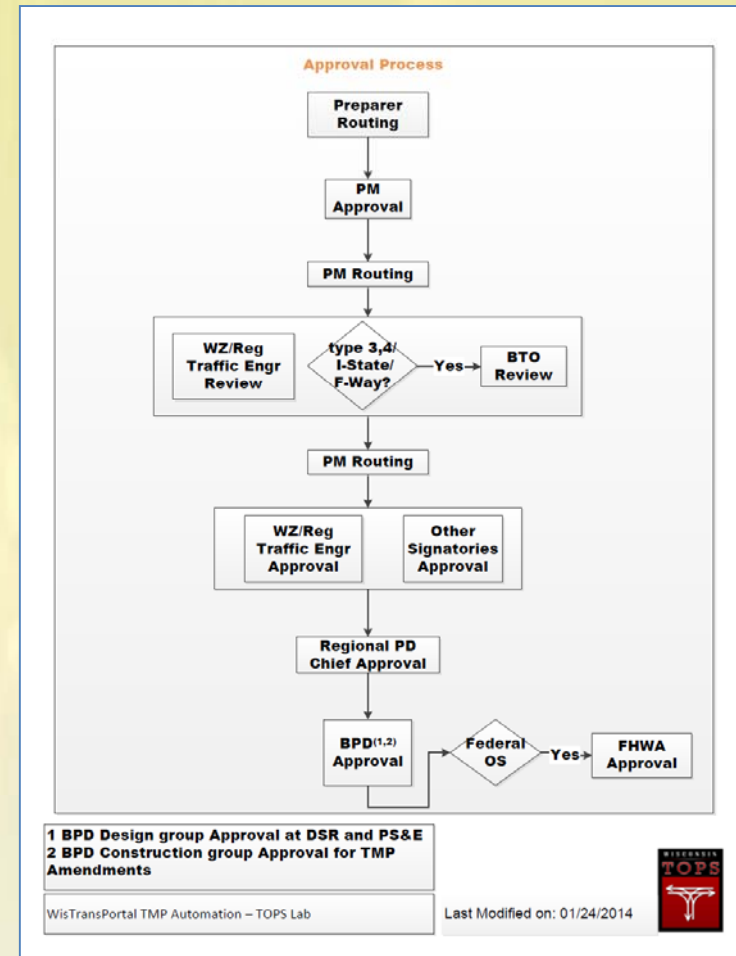 Approval Process
Preparer
Routing
PM
Approval
PM Routing
WZ/Reg
Traffic Engr
Review
type 3,4/
I-State/
F-Way?
Yes
BTO
Review
PM Routing
WZ/Reg
Traffic Engr
Approval
Other
Signatories
Approval
Regional PD
Chief Approval
BPD(1,2)
Approval
Federal
OS
Yes
FHWA
Approval
1 BPD Design group Approval at DSR and PS&E
2 BPD Construction group Approval for TMP
Amendments
WisTransPortal TMP Automation – TOPS Lab
Last Modified on: 01/24/2014
WISCONSIN
TOPS